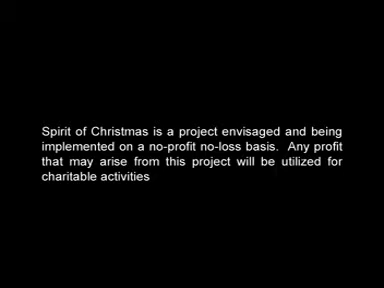 Spirit of Christmas is a project envisaged and being
implemented on a no-profit no-loss basis.  Any profit
that may arise from this project will be utilized for
charitable activities